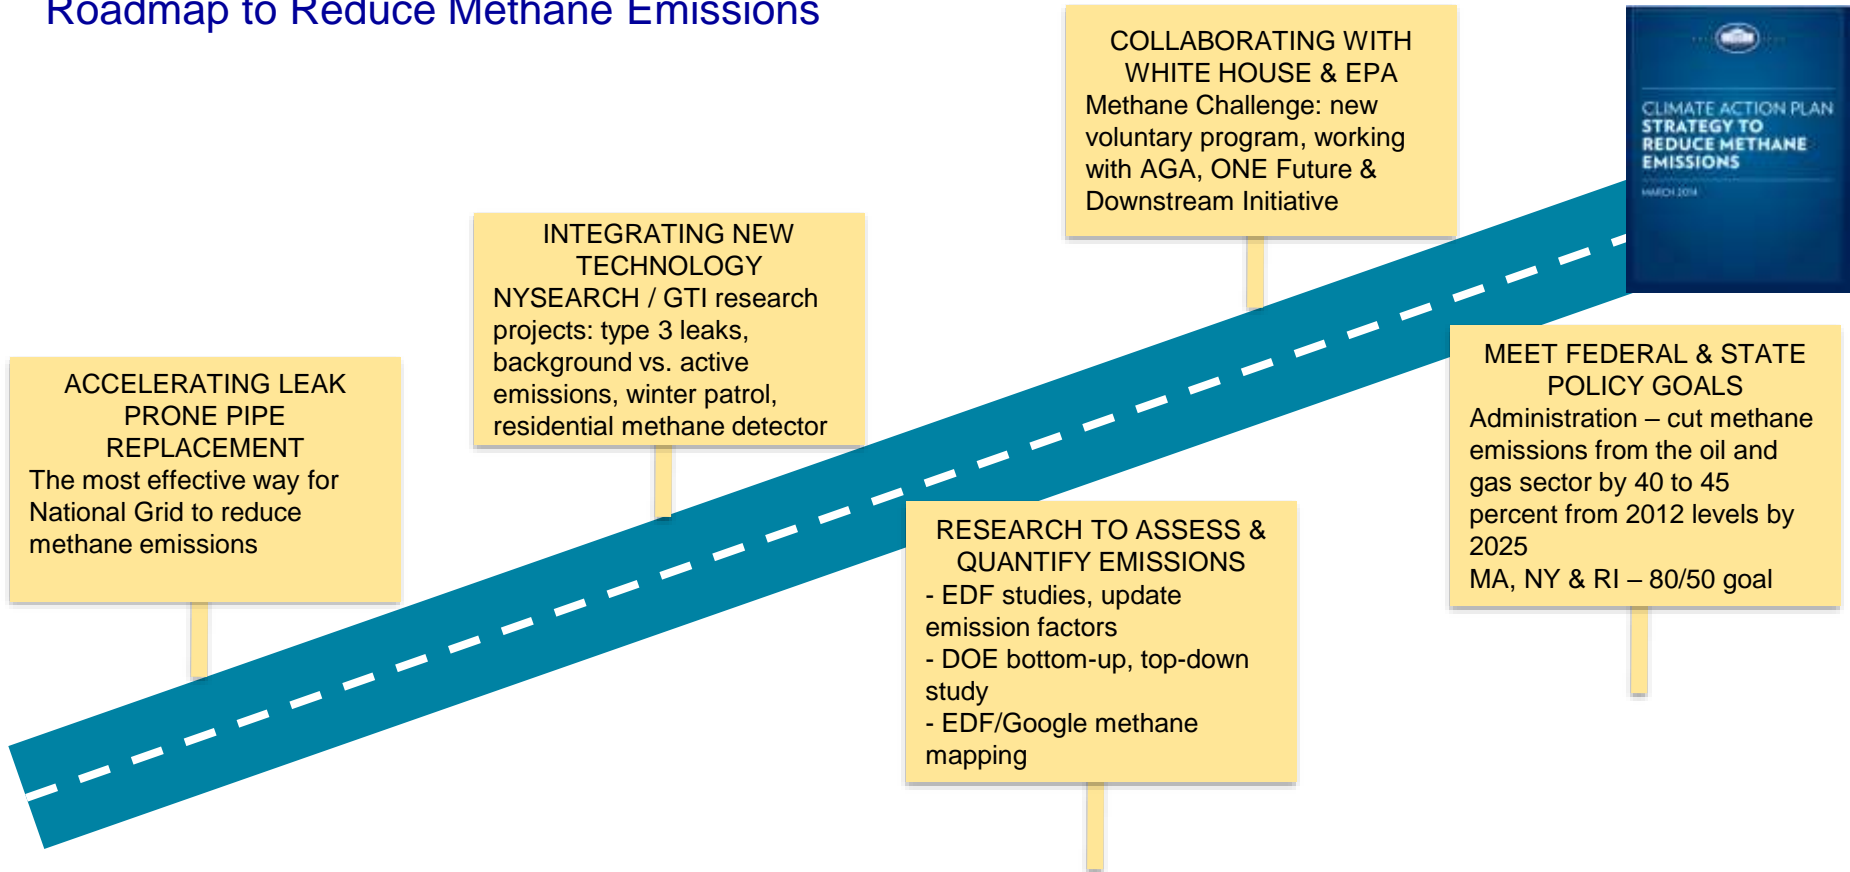 Roadmap to Reduce Methane Emissions
ACCELERATING LEAK
PRONE PIPE
REPLACEMENT
The most effective way for
National Grid to reduce
methane emissions
INTEGRATING NEW
TECHNOLOGY
NYSEARCH / GTI research
projects: type 3 leaks,
background vs. active
emissions, winter patrol,
residential methane detector
RESEARCH TO ASSESS &
QUANTIFY EMISSIONS
- EDF studies, update
emission factors
- DOE bottom-up, top-down
study
- EDF/Google methane
mapping
COLLABORATING WITH
WHITE HOUSE & EPA
Methane Challenge: new
voluntary program, working
with AGA, ONE Future &
Downstream Initiative
MEET FEDERAL & STATE
POLICY GOALS
Administration – cut methane
emissions from the oil and
gas sector by 40 to 45
percent from 2012 levels by
2025
MA, NY & RI – 80/50 goal
CLIMATE ACTION PLAN
STRATEGY TO
REDUCE METHANE
EMISSIONS
MARCH 2014